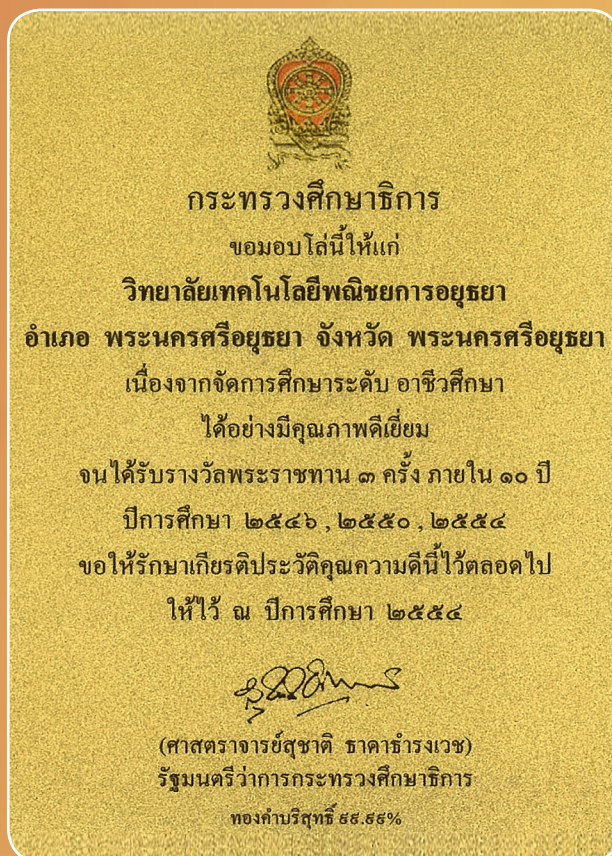 กระทรวงศึกษาธิการ
ขอมอบโล่นี้ให้แก่
วิทยาลัยเทคโนโลยีพณิชยการอยุธยา
อำเภอ พระนครศรีอยุธยา จังหวัด พระนครศรีอยุธยา
เนื่องจากจัดการศึกษาระดับ อาชีวศึกษา
ได้อย่างมีคุณภาพดีเยี่ยม
จนได้รับรางวัลพระราชทาน ๓ ครั้ง ภายใน ๑๐ ปี
ปีการศึกษา ๒๕๔๖ , ๒๕๕๐ , ๒๕๕๔
ขอให้รักษาเกียรติประวัติคุณความดีนี้ไว้ตลอดไป
ให้ไว้ ณ ปีการศึกษา ๒๕๕๔
(ศาสตราจารย์สุชาติ ธาดาธำรงเวช)
รัฐมนตรีว่าการกระทรวงศึกษาธิการ
ทองคำบริสุทธิ์ ๙๙.๙๙%